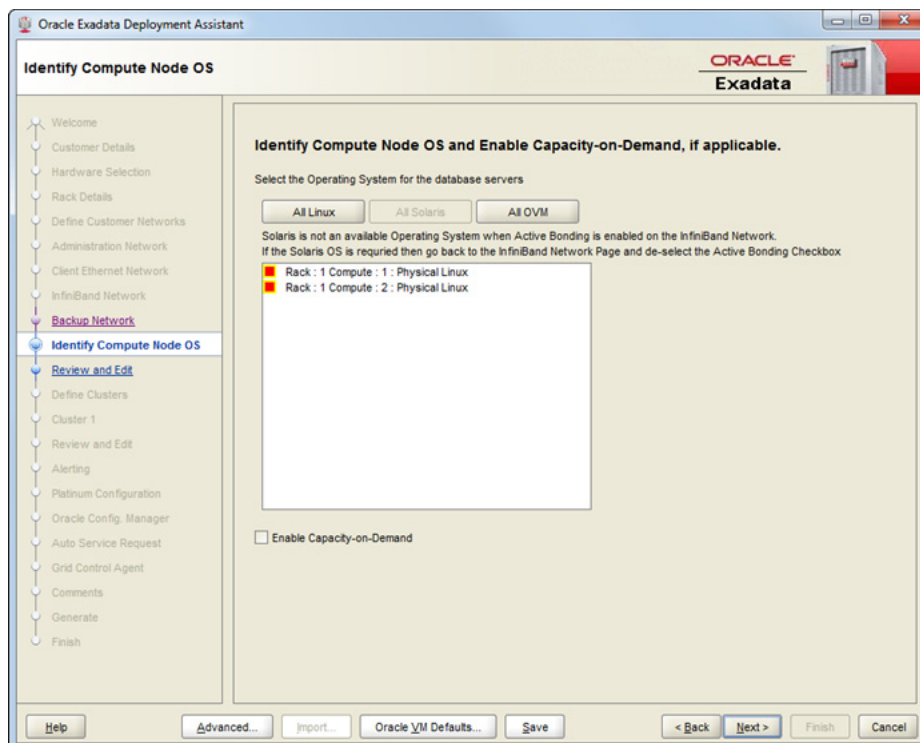 Oracle Exadata Deployment Assistant
Identify Compute Node OS
ORACLE
Exadata
Welcome
Customer Details
Hardware Selection
Rack Details
Define Customer Networks
Administration Network
Client Ethernet Network
InfiniBand Network
Backup Network
Identify Compute Node OS
Review and Edit
Define Clusters
Cluster 1
Review and Edit
Alerting
Platinum Configuration
Oracle Config. Manager
Auto Service Request
Grid Control Agent
Comments
Generate
Finish
Identify Compute Node OS and Enable Capacity-on-Demand, if applicable.
Select the Operating System for the database servers
All Linux All Solaris All OVM
Solaris is not an available Operating System when Active Bonding is enabled on the InfiniBand Network.
If the Solaris OS is requried then go back to the InfiniBand Network Page and de-select the Active Bonding Checkbox
Rack : 1 Compute : 1 : Physical Linux
Rack : 1 Compute : 2 : Physical Linux
Enable Capacity-on-Demand
Help Advanced... Import... Oracle VM Defaults... Save < Back Next > Finish Cancel